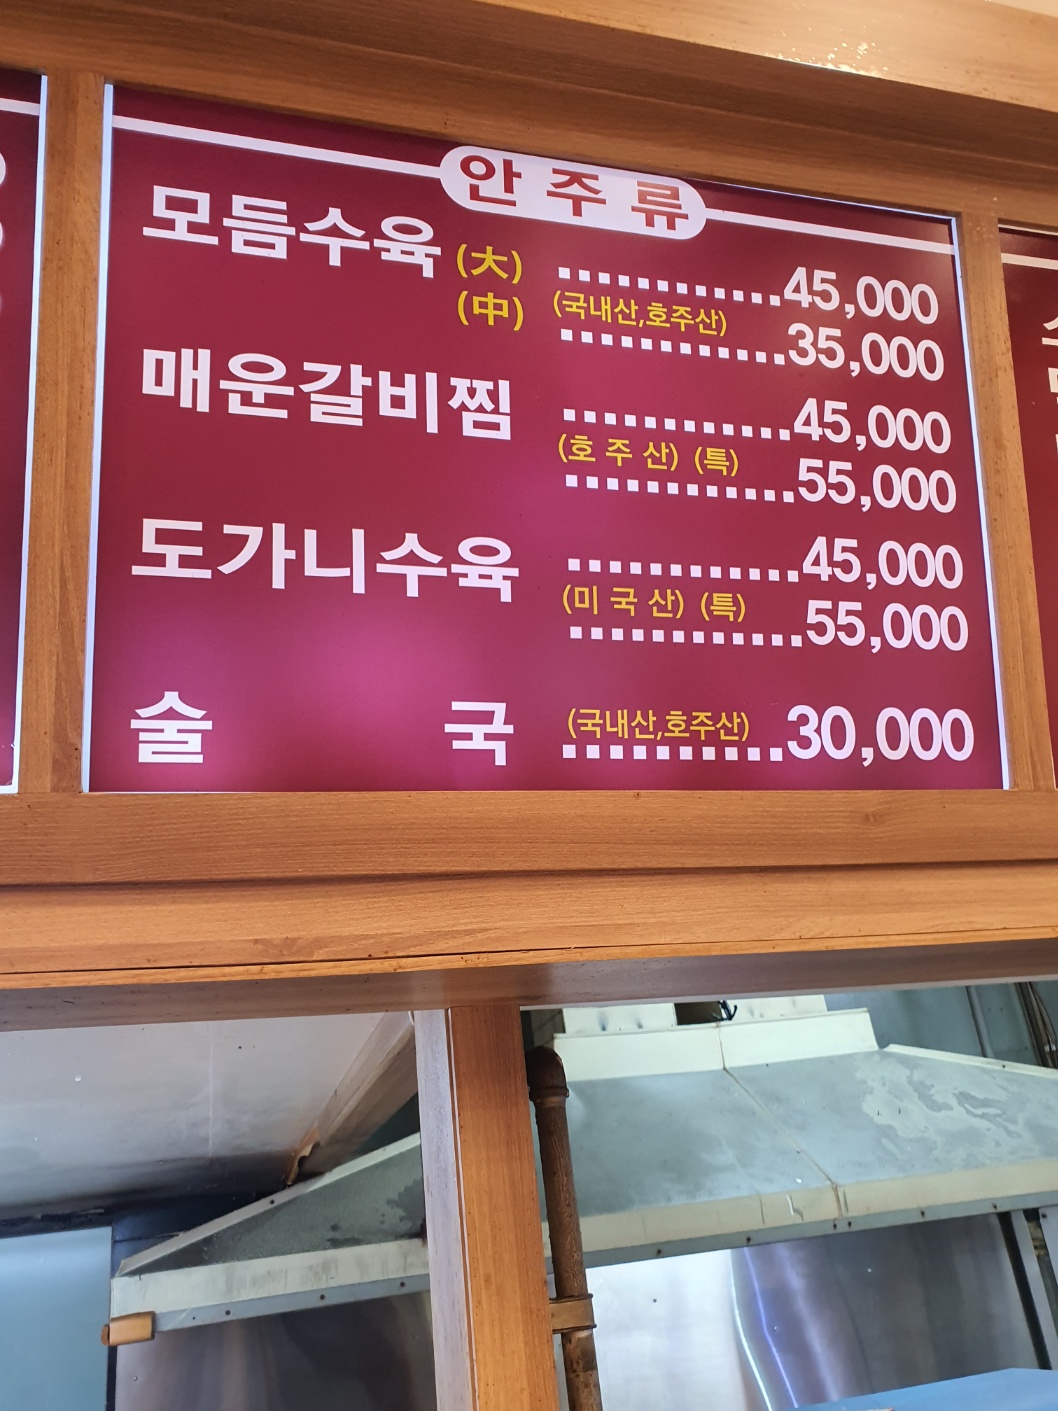 안주류
모듬수육 (大) ............45,000
(中) (국내산,호주산) ............35,000
매운갈비찜 ............45,000
(호주산) (특) ............55,000
도가니수육 ............45,000
(미국산) (특) ............55,000
술국 (국내산,호주산) ...........30,000